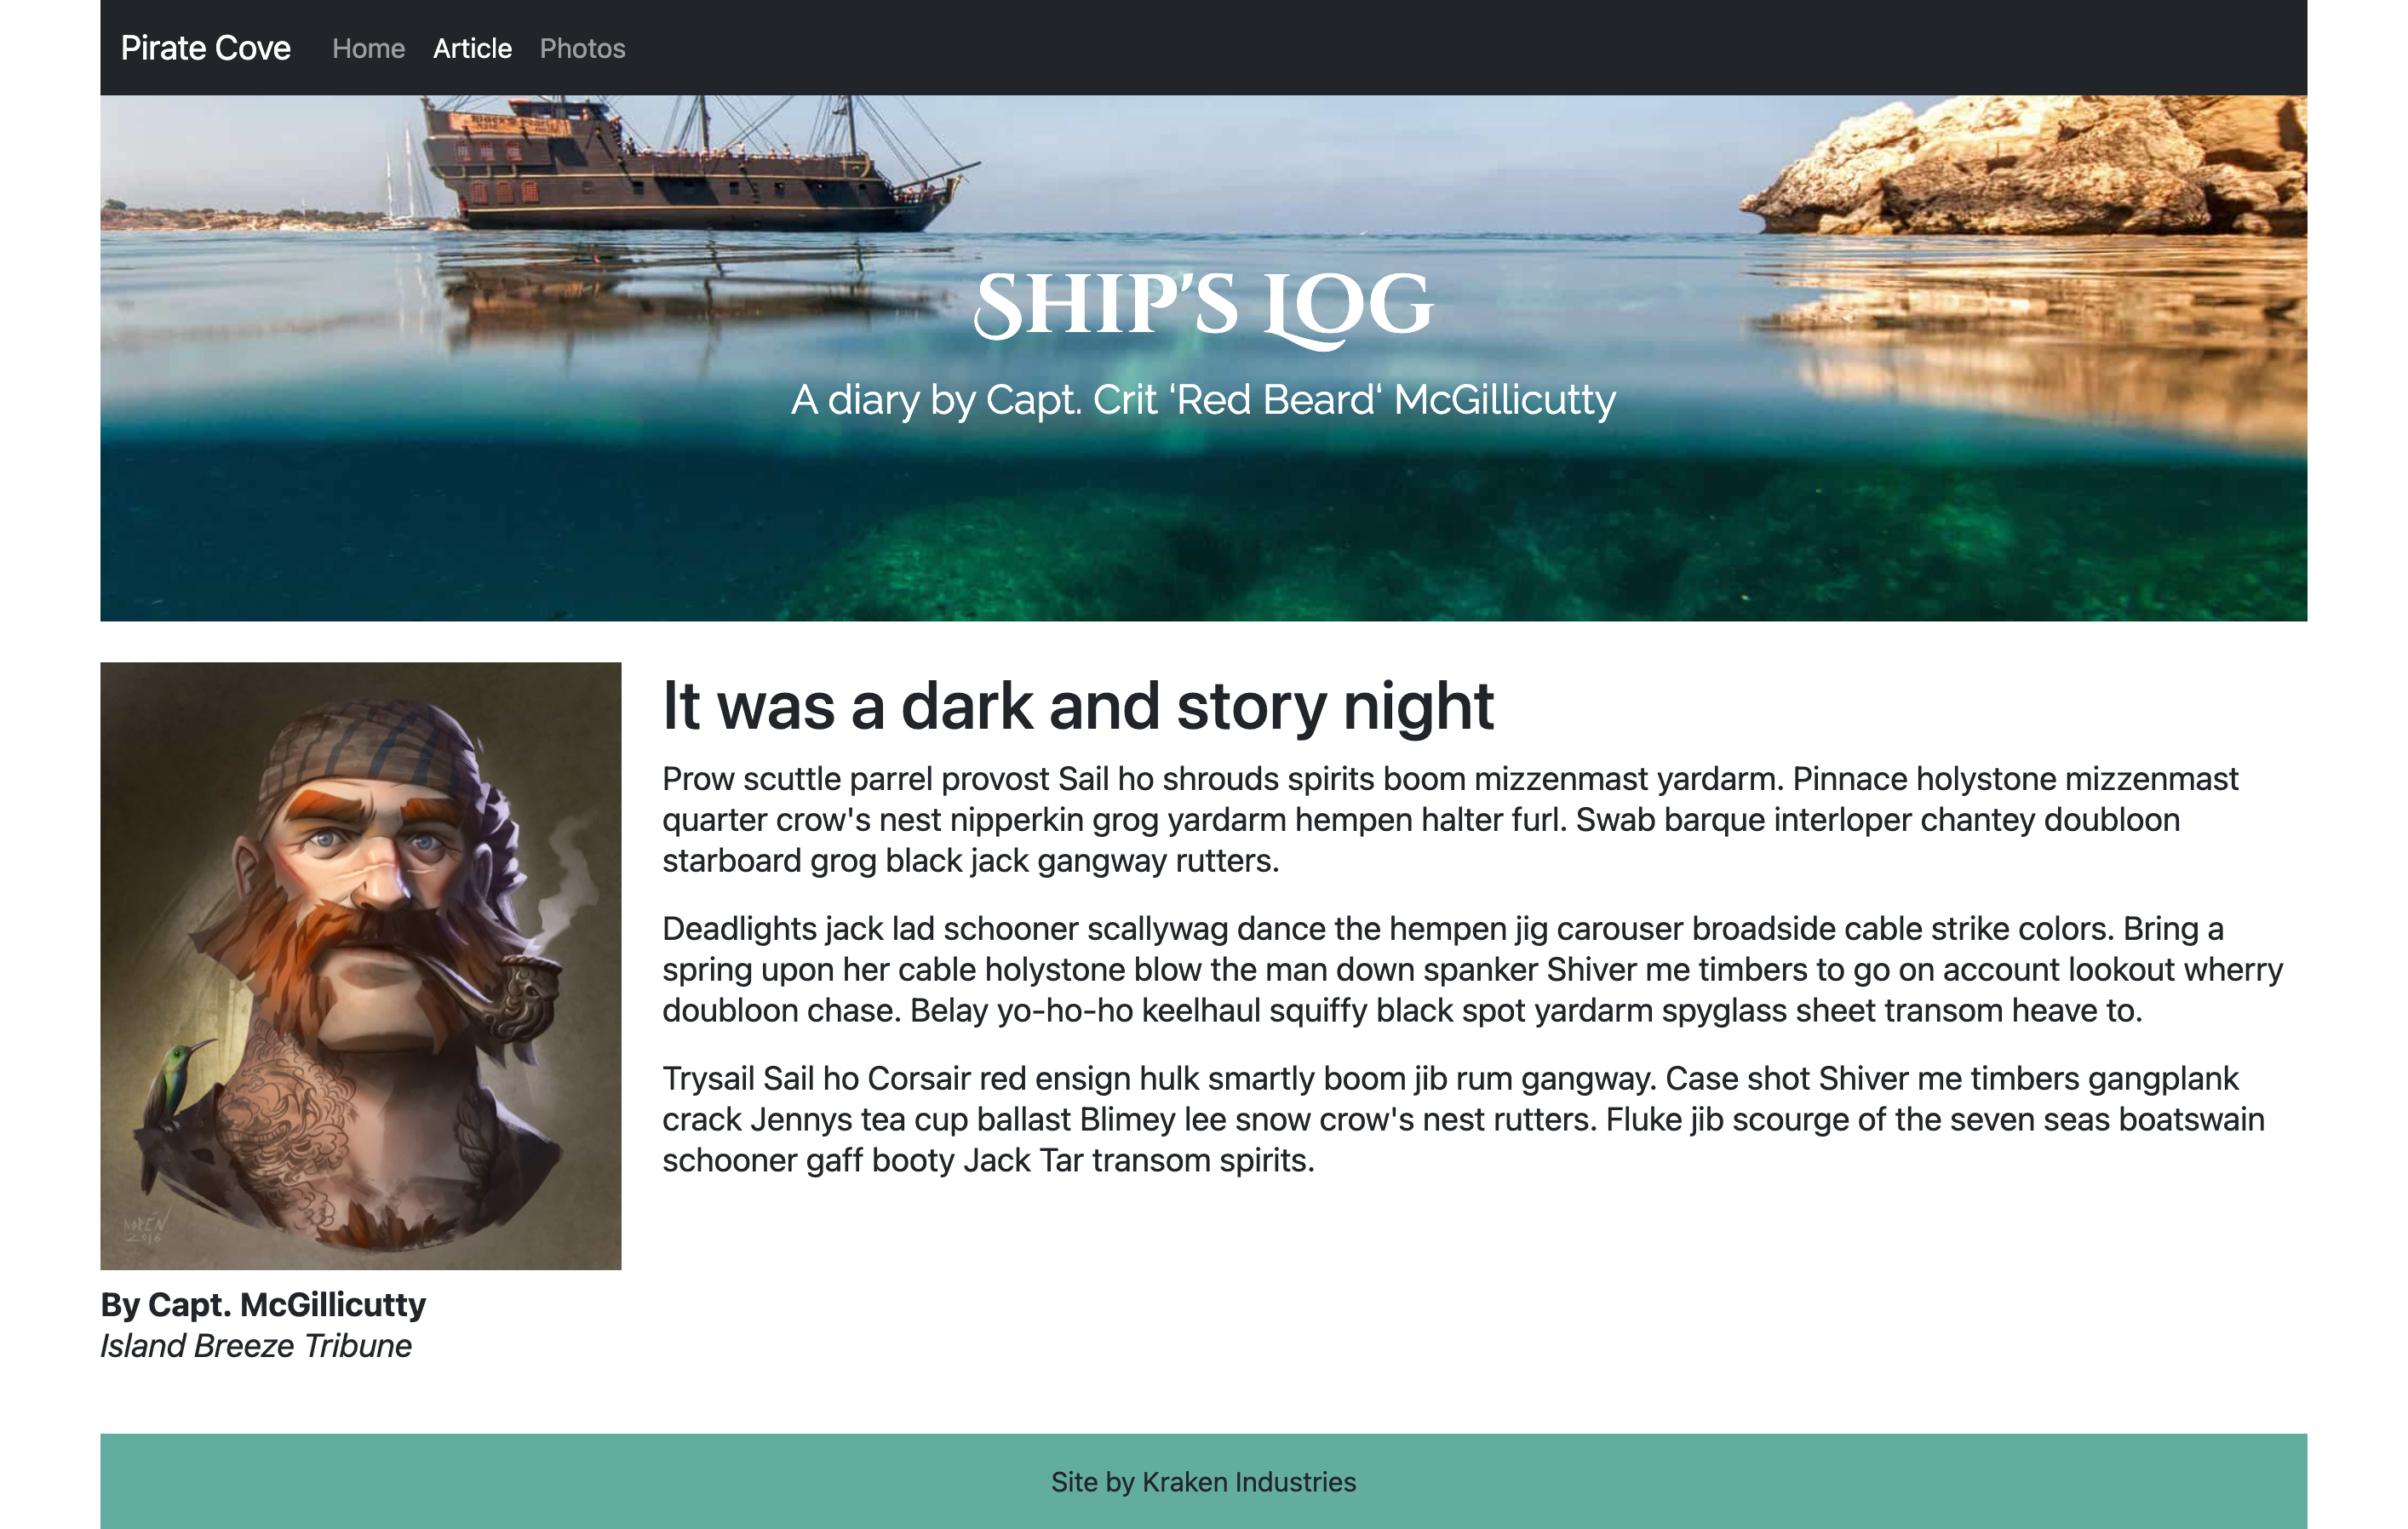 Pirate Cove Home Article Photos
SHIP'S LOG
A diary by Capt. Crit ‘Red Beard‘ McGillicutty
It was a dark and story night
Prow scuttle parrel provost Sail ho shrouds spirits boom mizzenmast yardarm. Pinnace holystone mizzenmast
quarter crow's nest nipperkin grog yardarm hempen halter furl. Swab barque interloper chantey doubloon
starboard grog black jack gangway rutters.
Deadlights jack lad schooner scallywag dance the hempen jig carouser broadside cable strike colors. Bring a
spring upon her cable holystone blow the man down spanker Shiver me timbers to go on account lookout wherry
doubloon chase. Belay yo-ho-ho keelhaul squiffy black spot yardarm spyglass sheet transom heave to.
Trysail Sail ho Corsair red ensign hulk smartly boom jib rum gangway. Case shot Shiver me timbers gangplank
crack Jennys tea cup ballast Blimey lee snow crow's nest rutters. Fluke jib scourge of the seven seas boatswain
schooner gaff booty Jack Tar transom spirits.
NORÉN
2016
By Capt. McGillicutty
Island Breeze Tribune
Site by Kraken Industries